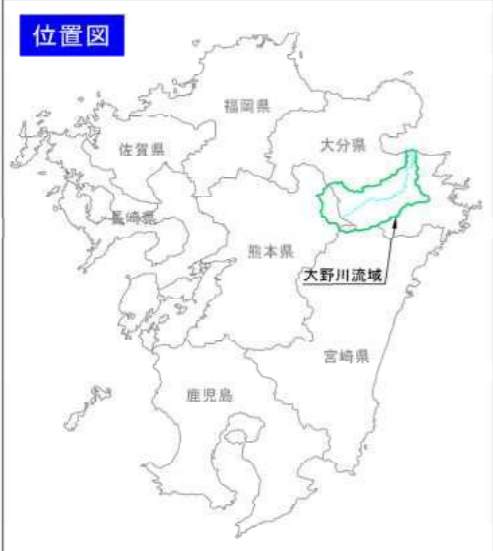 位置図
福岡県
大分県
佐賀県
長崎県
熊本県
大野川流域
宮崎県
鹿児島